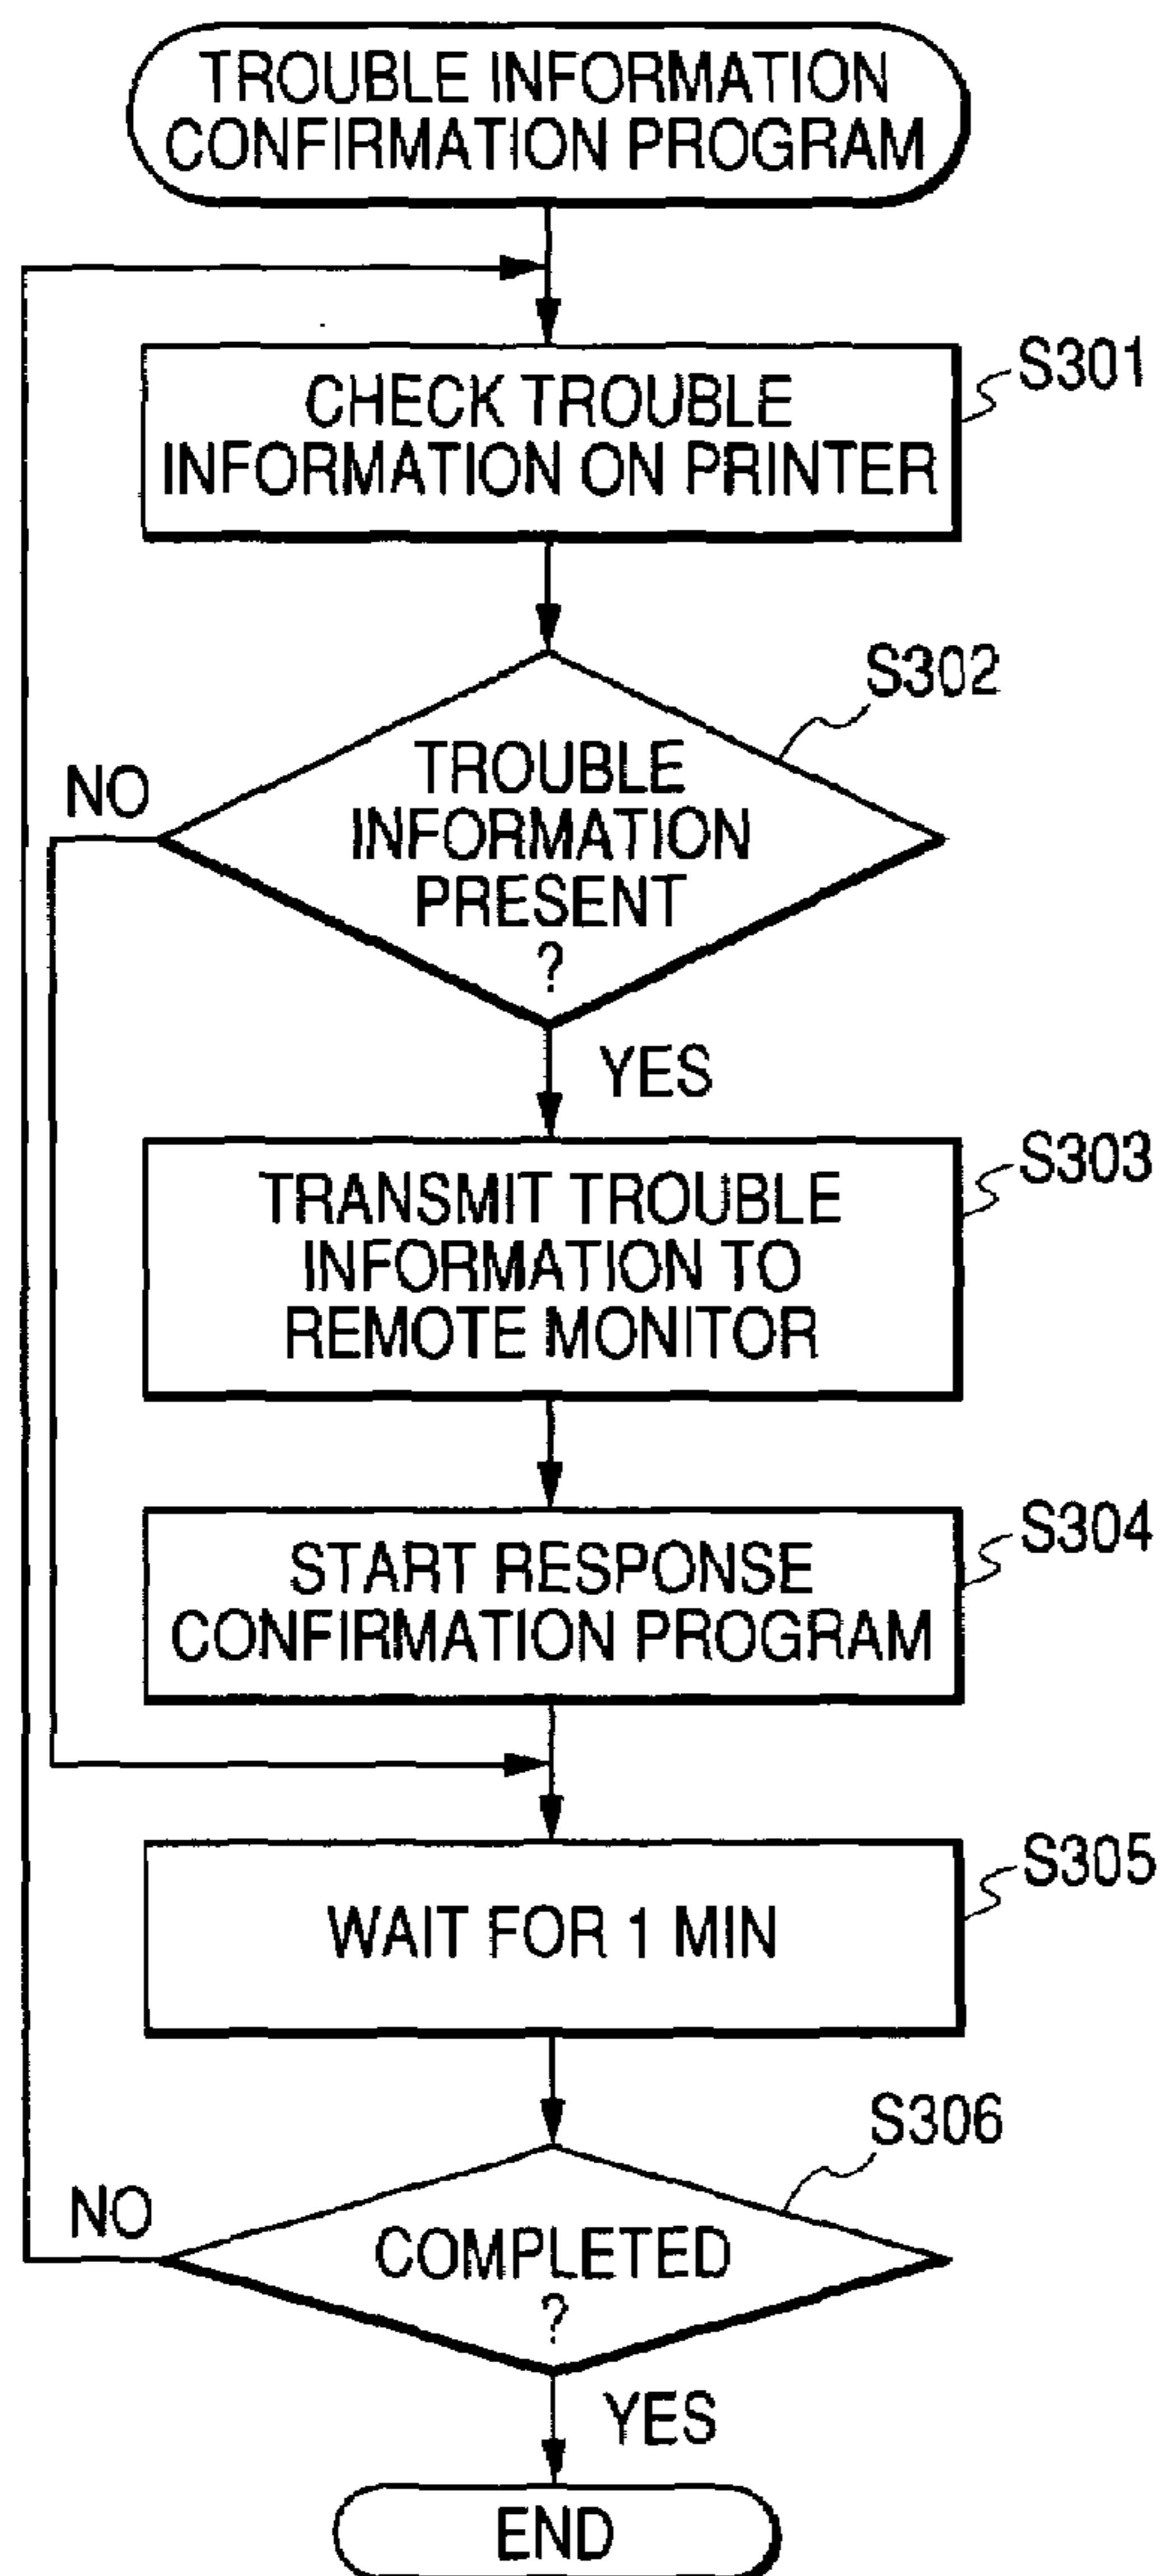 TROUBLE INFORMATION
CONFIRMATION PROGRAM
CHECK TROUBLE
INFORMATION ON PRINTER
S301
TROUBLE
INFORMATION
PRESENT
?
S302
NO
YES
TRANSMIT TROUBLE
INFORMATION TO
REMOTE MONITOR
S303
START RESPONSE
CONFIRMATION PROGRAM
S304
WAIT FOR 1 MIN
S305
COMPLETED
?
S306
NO
YES
END